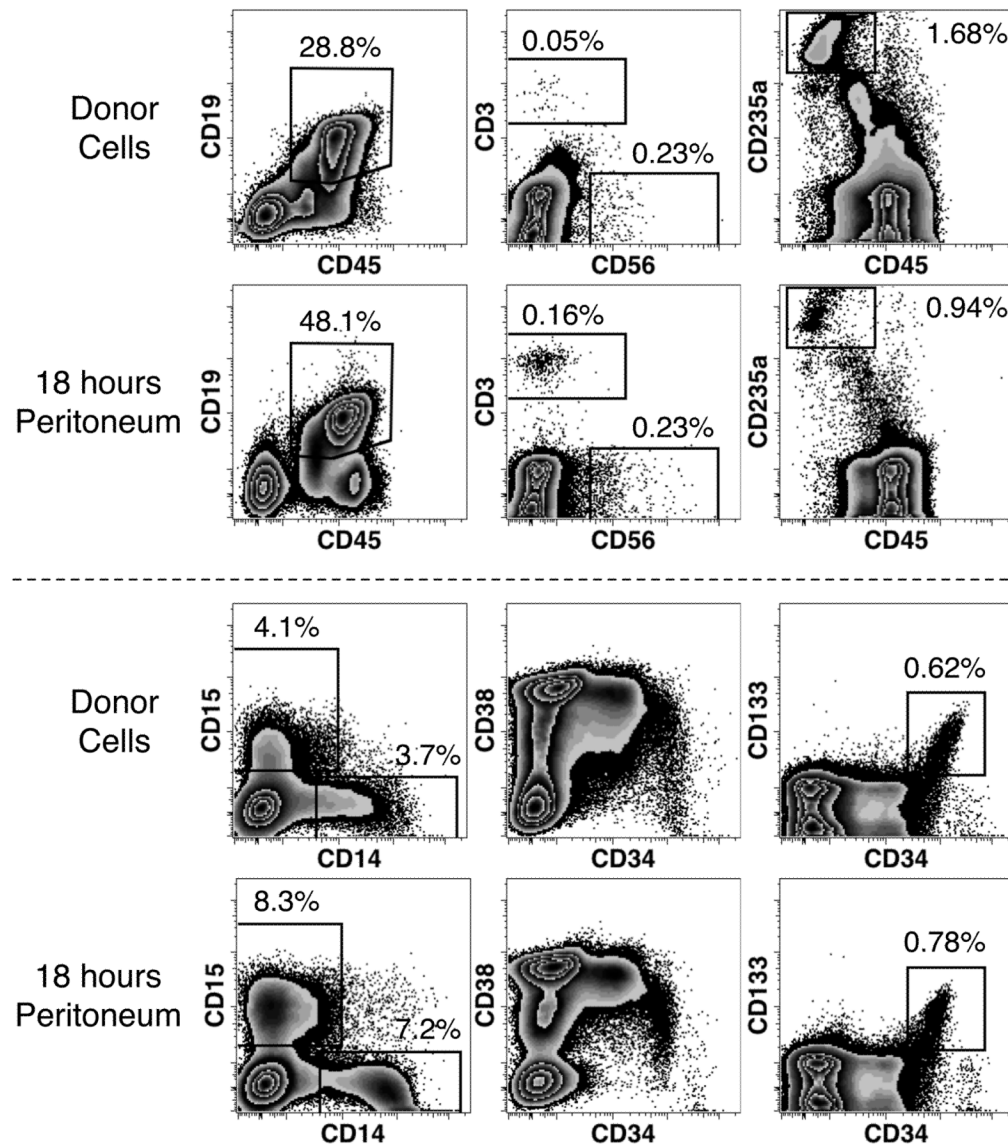 28.8%
0.05%
0.23%
1.68%
Donor
Cells
CD19
CD45
CD3
CD56
CD235a
CD45
48.1%
0.16%
0.23%
0.94%
18 hours
Peritoneum
CD19
CD45
CD3
CD56
CD235a
CD45
4.1%
3.7%
0.62%
Donor
Cells
CD15
CD14
CD38
CD34
CD133
CD34
8.3%
7.2%
0.78%
18 hours
Peritoneum
CD15
CD14
CD38
CD34
CD133
CD34